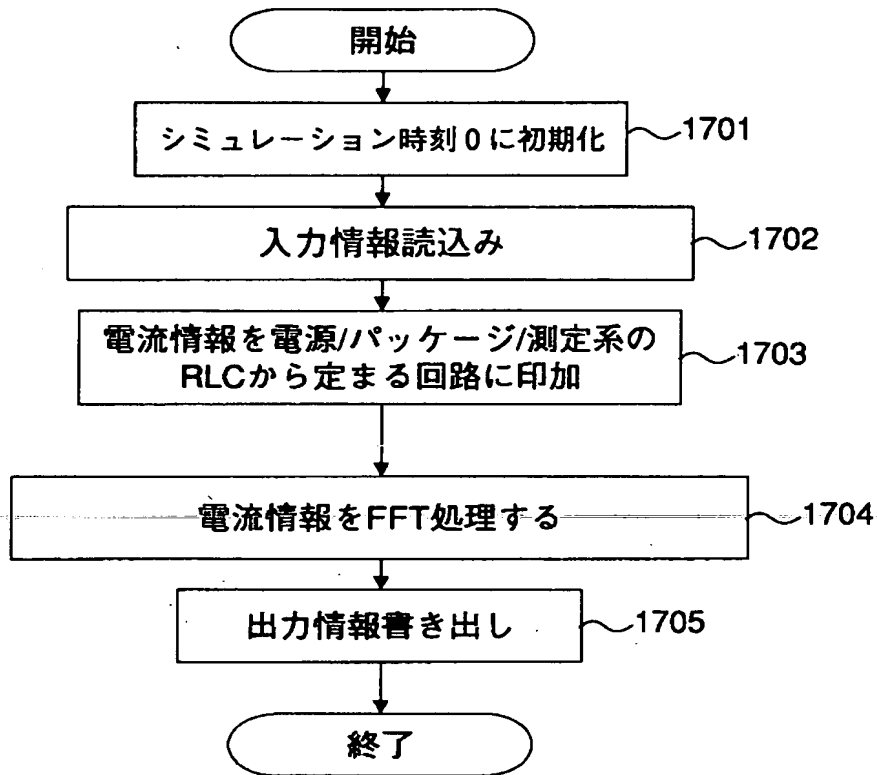 開始
シミュレーション時刻0に初期化
1701
入力情報読込み
1702
電流情報を電源/パッケージ/測定系の
RLCから定まる回路に印加
1703
電流情報をFFT処理する
1704
出力情報書き出し
1705
終了